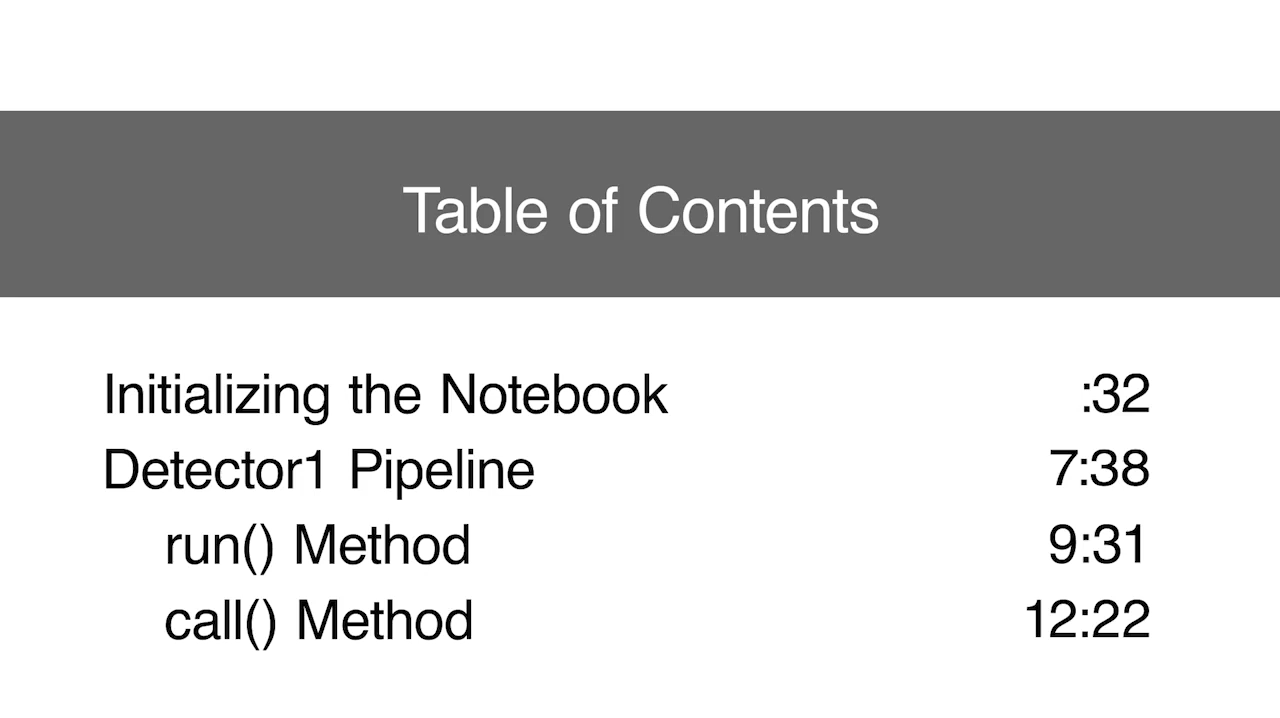 Table of Contents
Initializing the Notebook :32
Detector1 Pipeline 7:38
run() Method 9:31
call() Method 12:22